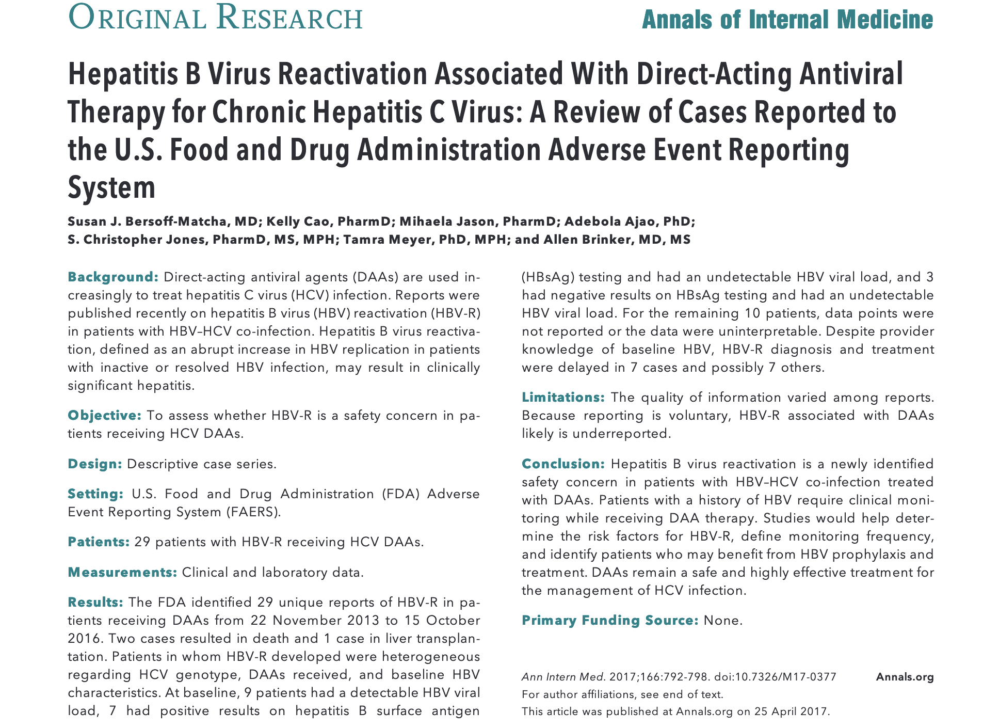 ORIGINAL RESEARCH
Annals of Internal Medicine
Hepatitis B Virus Reactivation Associated With Direct-Acting Antiviral
Therapy for Chronic Hepatitis C Virus: A Review of Cases Reported to
the U.S. Food and Drug Administration Adverse Event Reporting
System
Susan J. Bersoff-Matcha, MD; Kelly Cao, PharmD; Mihaela Jason, PharmD; Adebola Ajao, PhD;
S. Christopher Jones, PharmD, MS, MPH; Tamra Meyer, PhD, MPH; and Allen Brinker, MD, MS
Background: Direct-acting antiviral agents (DAAs) are used in-
creasingly to treat hepatitis C virus (HCV) infection. Reports were
published recently on hepatitis B virus (HBV) reactivation (HBV-R)
in patients with HBV–HCV co-infection. Hepatitis B virus reactiva-
tion, defined as an abrupt increase in HBV replication in patients
with inactive or resolved HBV infection, may result in clinically
significant hepatitis.
Objective: To assess whether HBV-R is a safety concern in pa-
tients receiving HCV DAAs.
Design: Descriptive case series.
Setting: U.S. Food and Drug Administration (FDA) Adverse
Event Reporting System (FAERS).
Patients: 29 patients with HBV-R receiving HCV DAAs.
Measurements: Clinical and laboratory data.
Results: The FDA identified 29 unique reports of HBV-R in pa-
tients receiving DAAs from 22 November 2013 to 15 October
2016. Two cases resulted in death and 1 case in liver transplan-
tation. Patients in whom HBV-R developed were heterogeneous
regarding HCV genotype, DAAs received, and baseline HBV
characteristics. At baseline, 9 patients had a detectable HBV viral
load, 7 had positive results on hepatitis B surface antigen
(HBsAg) testing and had an undetectable HBV viral load, and 3
had negative results on HBsAg testing and had an undetectable
HBV viral load. For the remaining 10 patients, data points were
not reported or the data were uninterpretable. Despite provider
knowledge of baseline HBV, HBV-R diagnosis and treatment
were delayed in 7 cases and possibly 7 others.
Limitations: The quality of information varied among reports.
Because reporting is voluntary, HBV-R associated with DAAs
likely is underreported.
Conclusion: Hepatitis B virus reactivation is a newly identified
safety concern in patients with HBV–HCV co-infection treated
with DAAs. Patients with a history of HBV require clinical moni-
toring while receiving DAA therapy. Studies would help deter-
mine the risk factors for HBV-R, define monitoring frequency,
and identify patients who may benefit from HBV prophylaxis and
treatment. DAAs remain a safe and highly effective treatment for
the management of HCV infection.
Primary Funding Source: None.
Ann Intern Med. 2017;166:792-798. doi:10.7326/M17-0377 Annals.org
For author affiliations, see end of text.
This article was published at Annals.org on 25 April 2017.